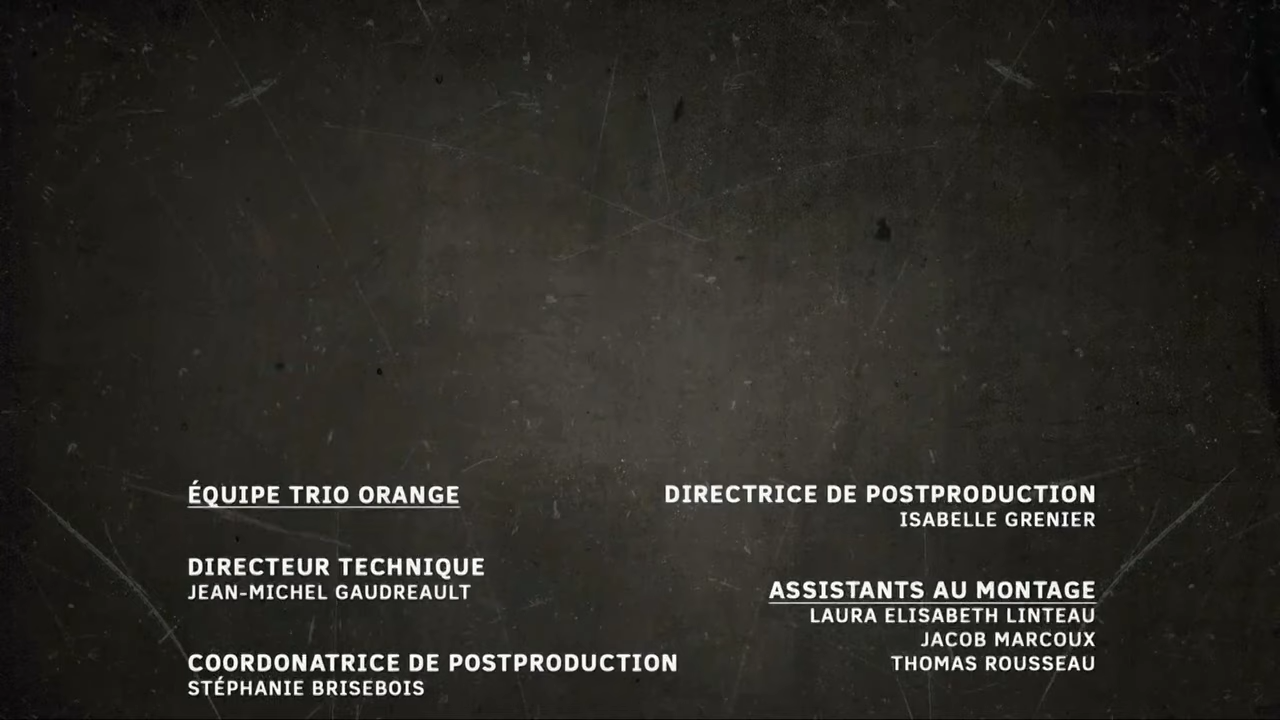 ÉQUIPE TRIO ORANGE
DIRECTEUR TECHNIQUE
JEAN-MICHEL GAUDREAULT
COORDONATRICE DE POSTPRODUCTION
STÉPHANIE BRISEBOIS
DIRECTRICE DE POSTPRODUCTION
ISABELLE GRENIER
ASSISTANTS AU MONTAGE
LAURA ELISABETH LINTEAU
JACOB MARCOUX
THOMAS ROUSSEAU